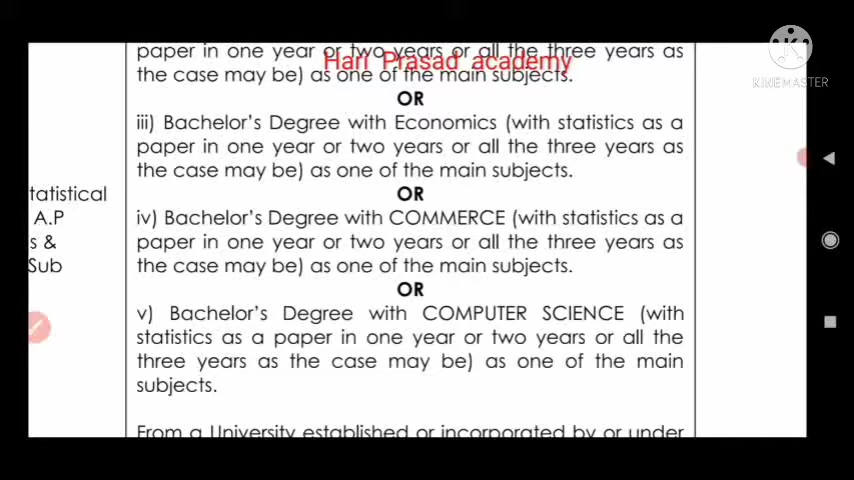 paper in one year or two years or all the three years as
Hari Prasad academy
the case may be) as one of the main subjects.
OR
iii) Bachelor's Degree with Economics (with statistics as a
paper in one year or two years or all the three years as
the case may be) as one of the main subjects.
OR
iv) Bachelor's Degree with COMMERCE (with statistics as a
paper in one year or two years or all the three years as
the case may be) as one of the main subjects.
OR
v) Bachelor's Degree with COMPUTER SCIENCE (with
statistics as a paper in one year or two years or all the
three years as the case may be) as one of the main
subjects.
From a University established or incorporated by or under
tatistical
A.P
s &
Sub
KINEMASTER